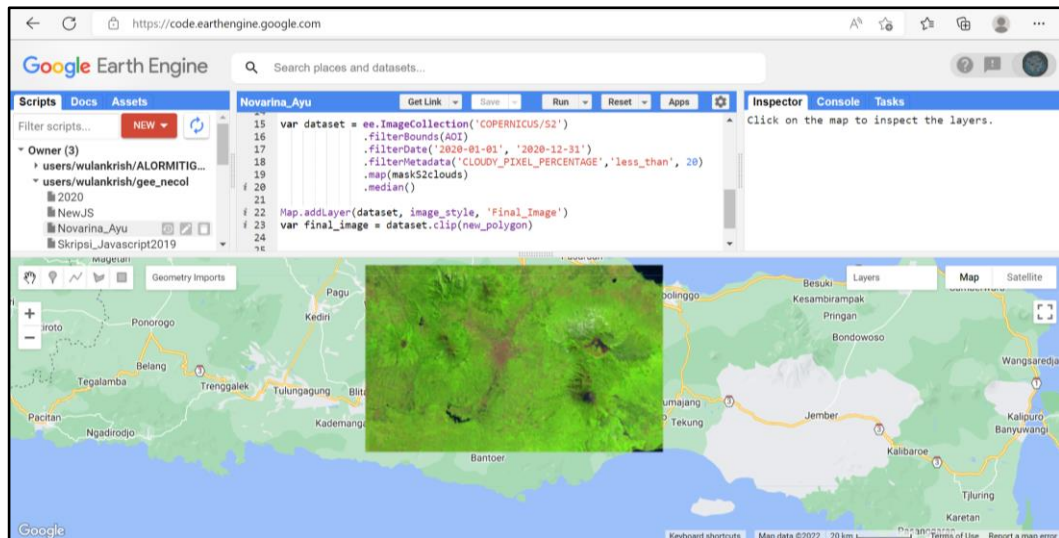 https://code.earthengine.google.com
Google Earth Engine
Search places and datasets...
Scripts Docs Assets
Filter scripts... NEW
Owner (3)
users/wulankrish/ALORMITIG...
users/wulankrish/gee_necol
2020
NewJS
Novarina_Ayu
Skripsi_Javascript2019
Novarina_Ayu Get Link Save Run Reset Apps
15 var dataset = ee.ImageCollection('COPERNICUS/S2')
16 .filterBounds(AOI)
17 .filterDate('2020-01-01', '2020-12-31')
18 .filterMetadata('CLOUDY_PIXEL_PERCENTAGE','less_than', 20)
19 .map(maskS2clouds)
i 20 .median()
21
i 22 Map.addLayer(dataset, image_style, 'Final_Image')
i 23 var final_image = dataset.clip(new_polygon)
24
25
Inspector Console Tasks
Click on the map to inspect the layers.
Geometry Imports
Layers
Map Satellite
+
−
Magetan
Ponorogo
Belang
Tegalamba
Trenggalek
Pacitan
Ngadirodjo
Pagu
Kediri
Tulungagung
Kademang
Bantoer
Tekung
Besuki
Kesambirampak
Pringan
Bondowoso
Jember
Kalibaroe
Wangsaredja
Kalipuro
Banyuwangi
Tjluring
Karetan
3
3
3
3
Google
Keyboard shortcuts Map data ©2022 20 km Terms of Use Report a map error